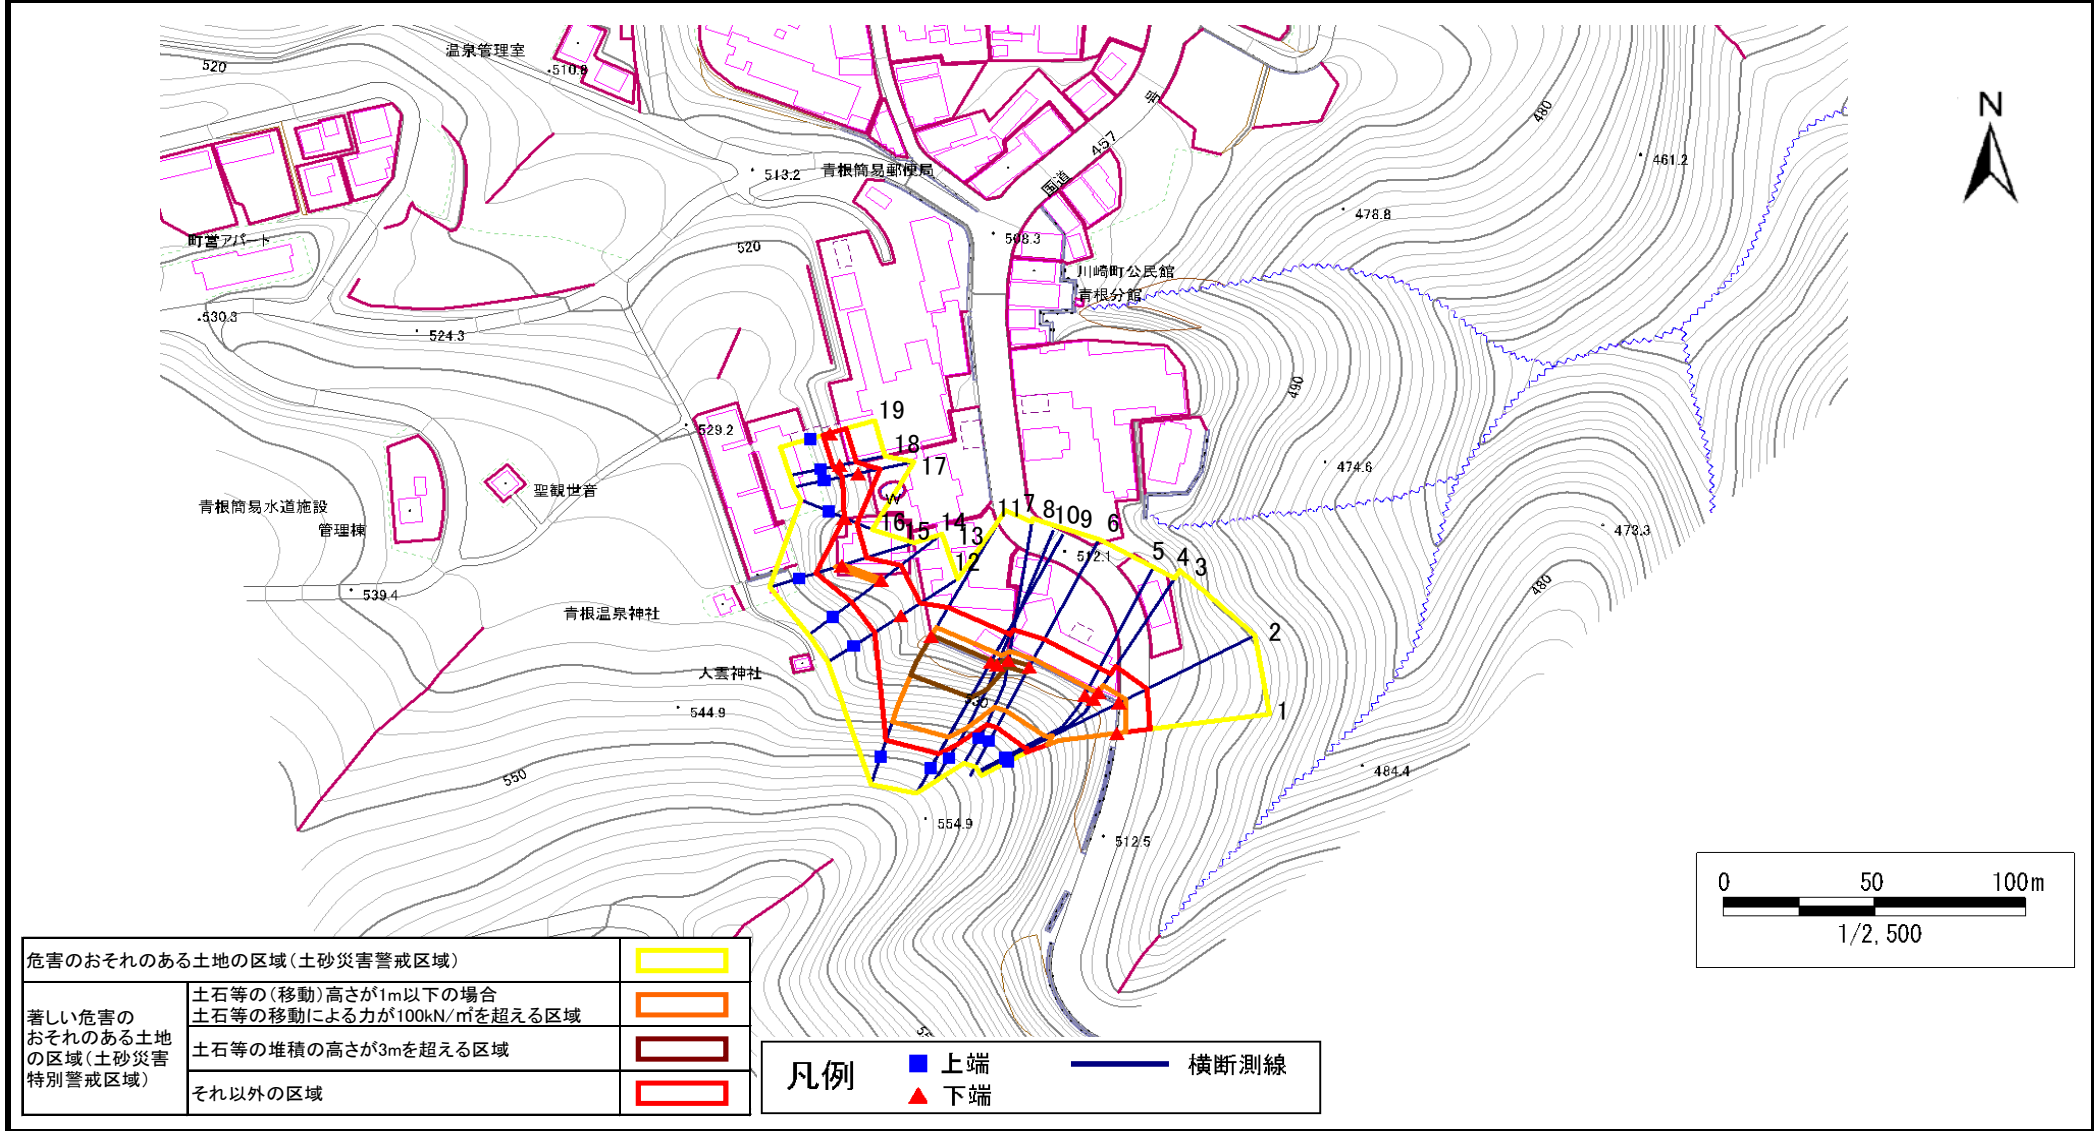 温泉管理室
520
510.8
N
号
480
457
461.2
青根簡易郵便局
513.2
国道
478.8
町営アパート
520
508.3
川崎町公民館
青根分館
530.3
524.3
490
19
529.2
18
17
474.6
聖観世音
W
青根簡易水道施設
管理棟
16
15
14
13
12
11
7
8
10
9
6
512.1
5
4
3
473.3
480
539.4
青根温泉神社
2
大雲神社
544.9
530
1
550
484.4
554.9
512.5
0 50 100m
1/2,500
危害のおそれのある土地の区域(土砂災害警戒区域)
著しい危害の
おそれのある土地
の区域(土砂災害
特別警戒区域)
土石等の(移動)高さが1m以下の場合
土石等の移動による力が100kN/㎡を超える区域
土石等の堆積の高さが3mを超える区域
それ以外の区域
凡例
上端
下端
横断測線